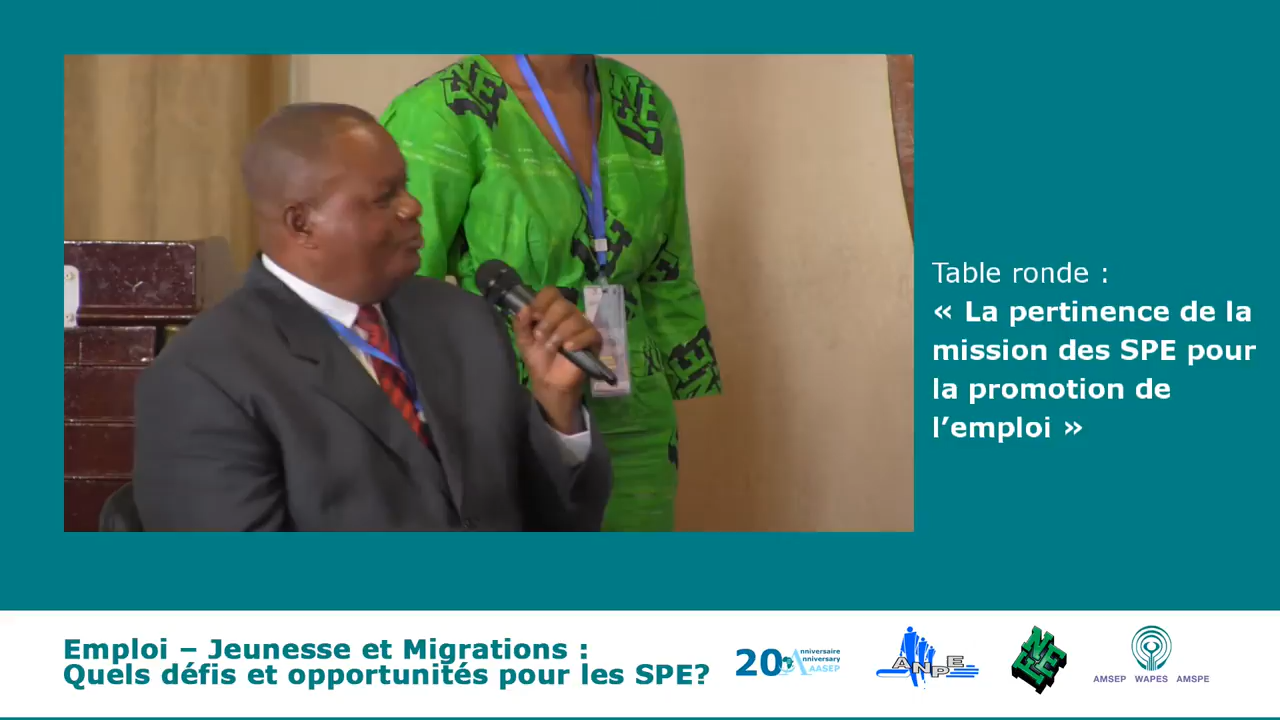 Table ronde :
« La pertinence de la
mission des SPE pour
la promotion de
l’emploi »
Emploi – Jeunesse et Migrations :
Quels défis et opportunités pour les SPE?
20 Anniversaire
Anniversary
AASEP
ANPE
AMSEP WAPES AMSPE